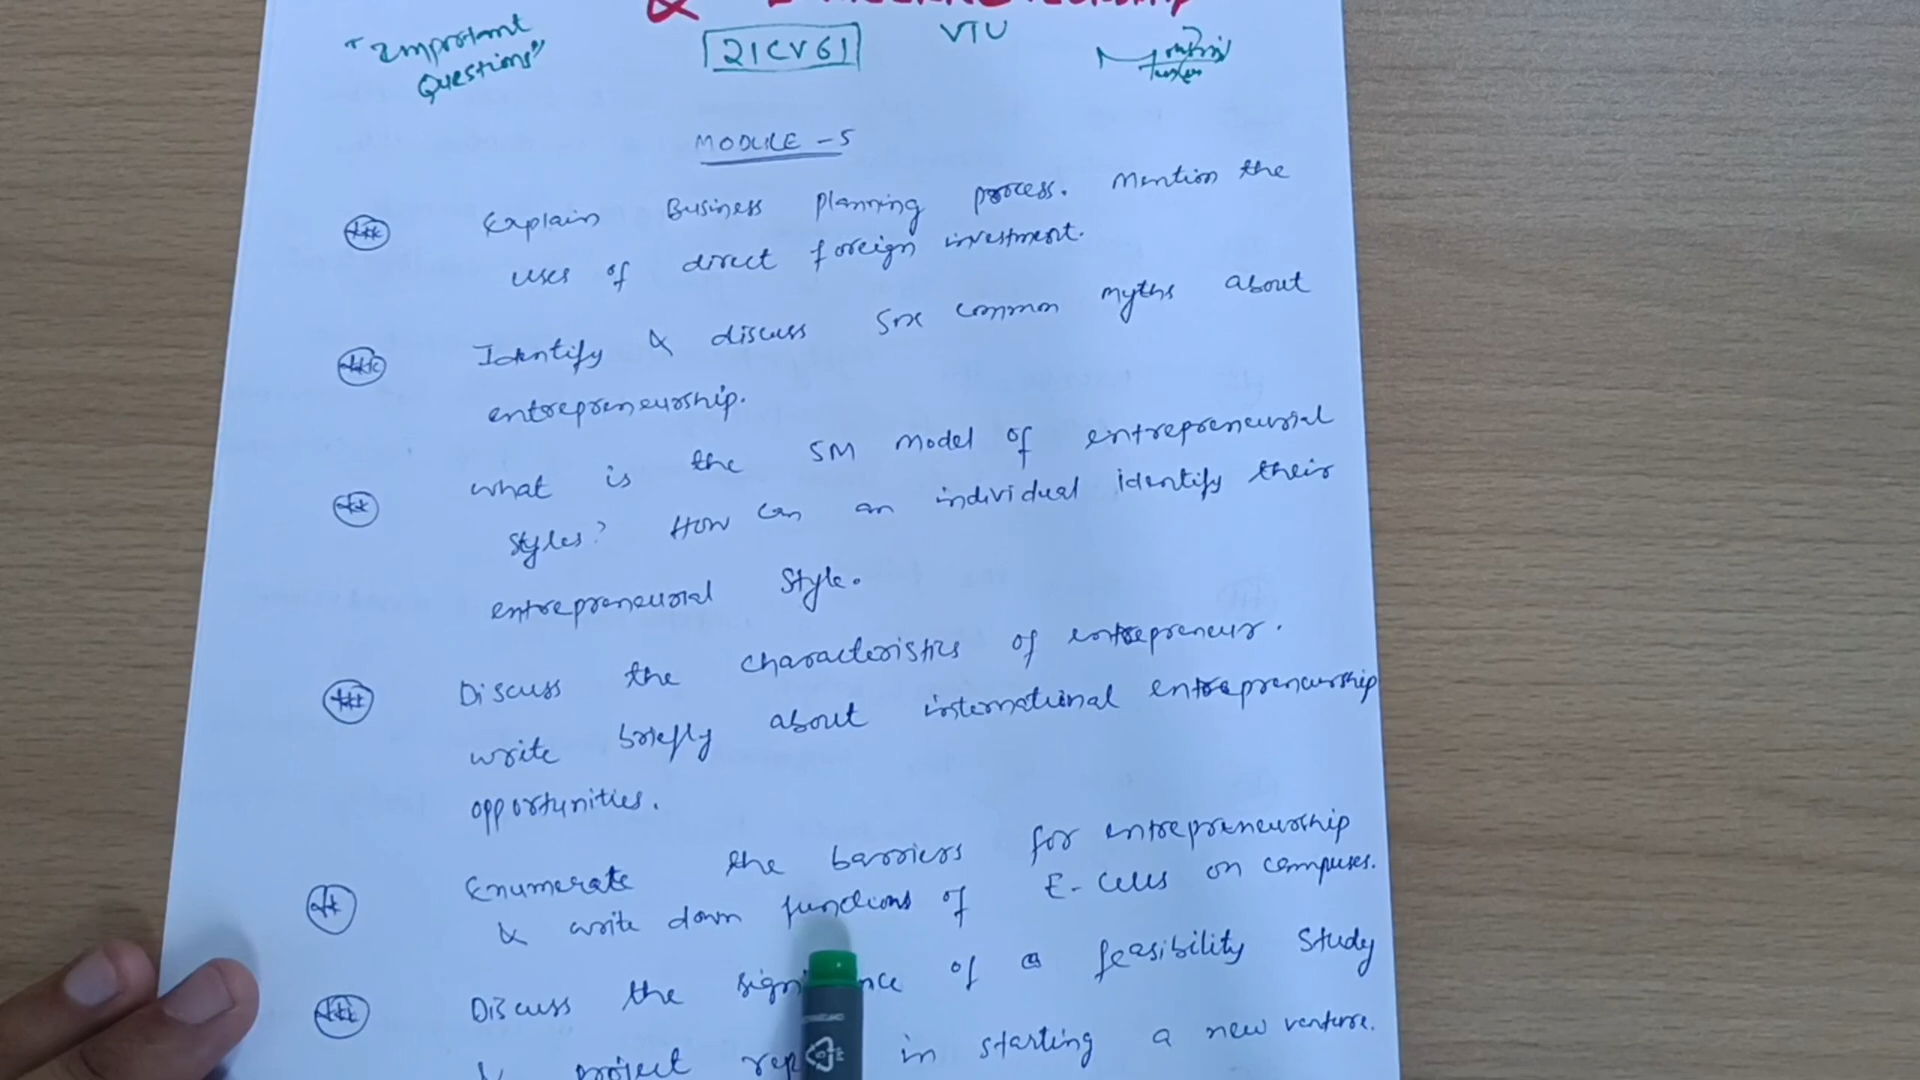 "Important
Questions"
21CV61
VTU
MODULE - 5
Explain Business planning process. Mention the
uses of direct foreign investment.
Identify & discuss Six common myths about
entrepreneurship.
What is the 5M model of entrepreneurial
styles? How can an individual identify their
entrepreneurial style.
Discuss the characteristics of entrepreneur.
write briefly about international entrepreneurship
opportunities.
Enumerate the barriers for entrepreneurship
& write down functions of E-cells on campuses.
Discuss the of a feasibility study
& project in starting a new venture.